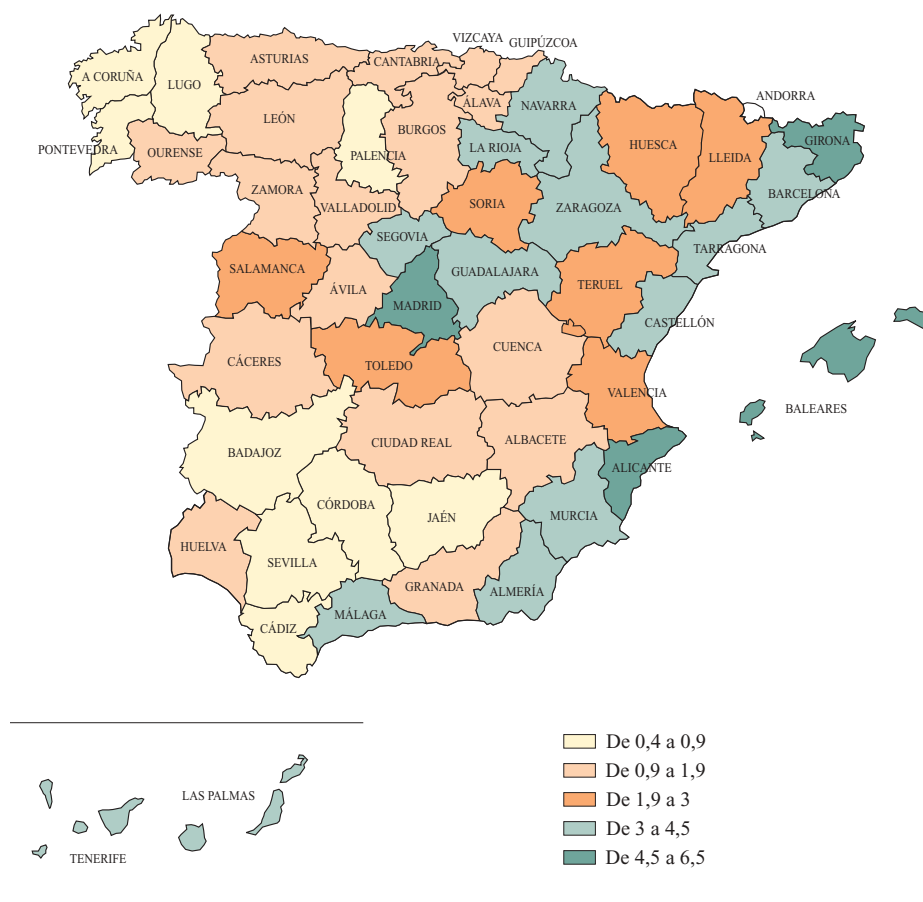 VIZCAYA
GUIPÚZCOA
ASTURIAS
CANTABRIA
A CORUÑA
LUGO
ANDORRA
ÁLAVA
NAVARRA
LEÓN
BURGOS
GIRONA
HUESCA
LA RIOJA
PONTEVEDRA
OURENSE
PALENCIA
LLEIDA
ZAMORA
BARCELONA
SORIA
VALLADOLID
ZARAGOZA
SEGOVIA
TARRAGONA
SALAMANCA
GUADALAJARA
ÁVILA
TERUEL
MADRID
CASTELLÓN
CUENCA
CÁCERES
TOLEDO
VALENCIA
BALEARES
CIUDAD REAL
ALBACETE
BADAJOZ
ALICANTE
CÓRDOBA
JAÉN
MURCIA
HUELVA
SEVILLA
GRANADA
ALMERÍA
MÁLAGA
CÁDIZ
LAS PALMAS
TENERIFE
De 0,4 a 0,9
De 0,9 a 1,9
De 1,9 a 3
De 3 a 4,5
De 4,5 a 6,5